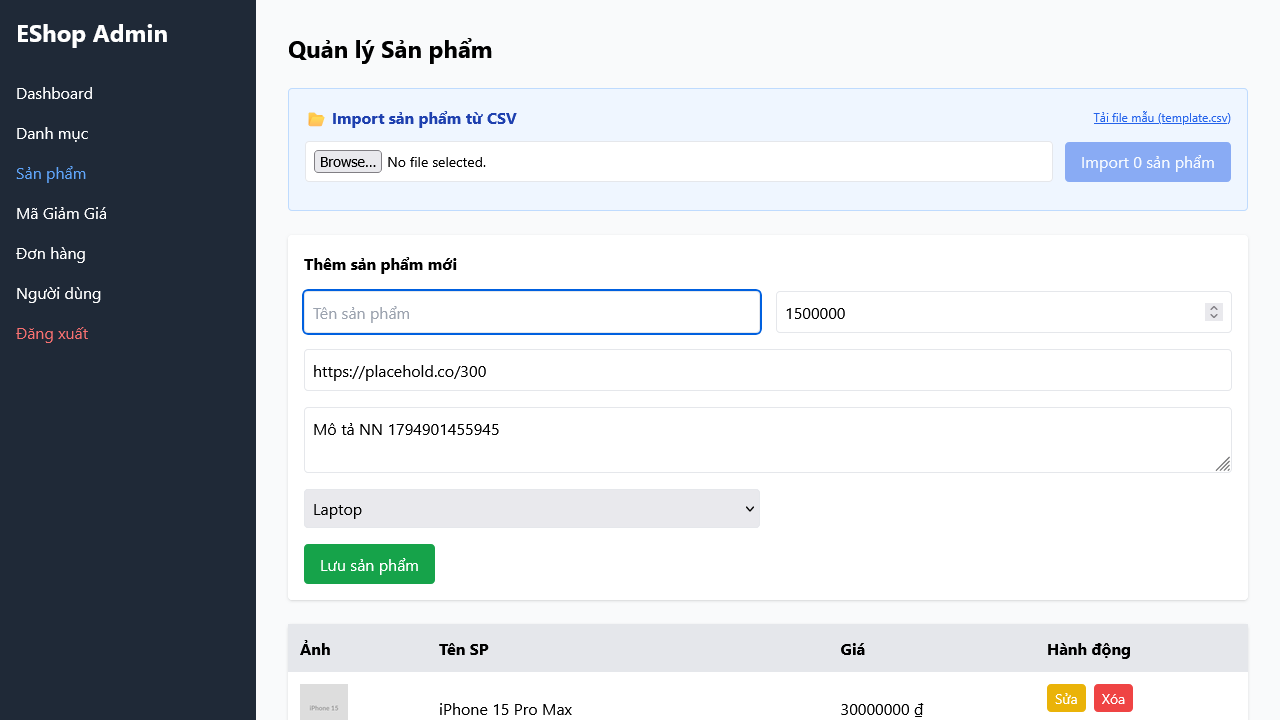 EShop Admin
Dashboard
Danh mục
Sản phẩm
Mã Giảm Giá
Đơn hàng
Người dùng
Đăng xuất
Quản lý Sản phẩm
Import sản phẩm từ CSV
Tải file mẫu (template.csv)
Browse... No file selected.
Import 0 sản phẩm
Thêm sản phẩm mới
Tên sản phẩm
1500000
https://placehold.co/300
Mô tả NN 1794901455945
Laptop
Lưu sản phẩm
Ảnh Tên SP Giá Hành động
iPhone 15
iPhone 15 Pro Max 30000000 ₫ Sửa Xóa